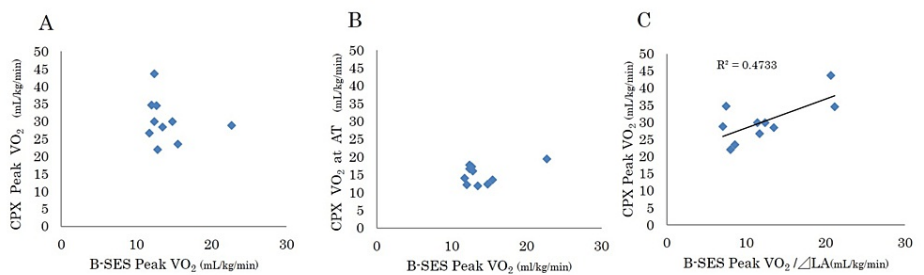 A
CPX Peak VO₂ (mL/kg/min)
50
45
40
35
30
25
20
15
10
5
0
0 10 20 30
B-SES Peak VO₂ (mL/kg/min)
B
CPX VO₂ at AT (mL/kg/min)
50
45
40
35
30
25
20
15
10
5
0
0 10 20 30
B-SES Peak VO₂ (mL/kg/min)
C
CPX Peak VO₂ (mL/kg/min)
50
45
40
35
30
25
20
15
10
5
0
R² = 0.4733
0 10 20 30
B-SES Peak VO₂ /⊿LA(mL/kg/min)